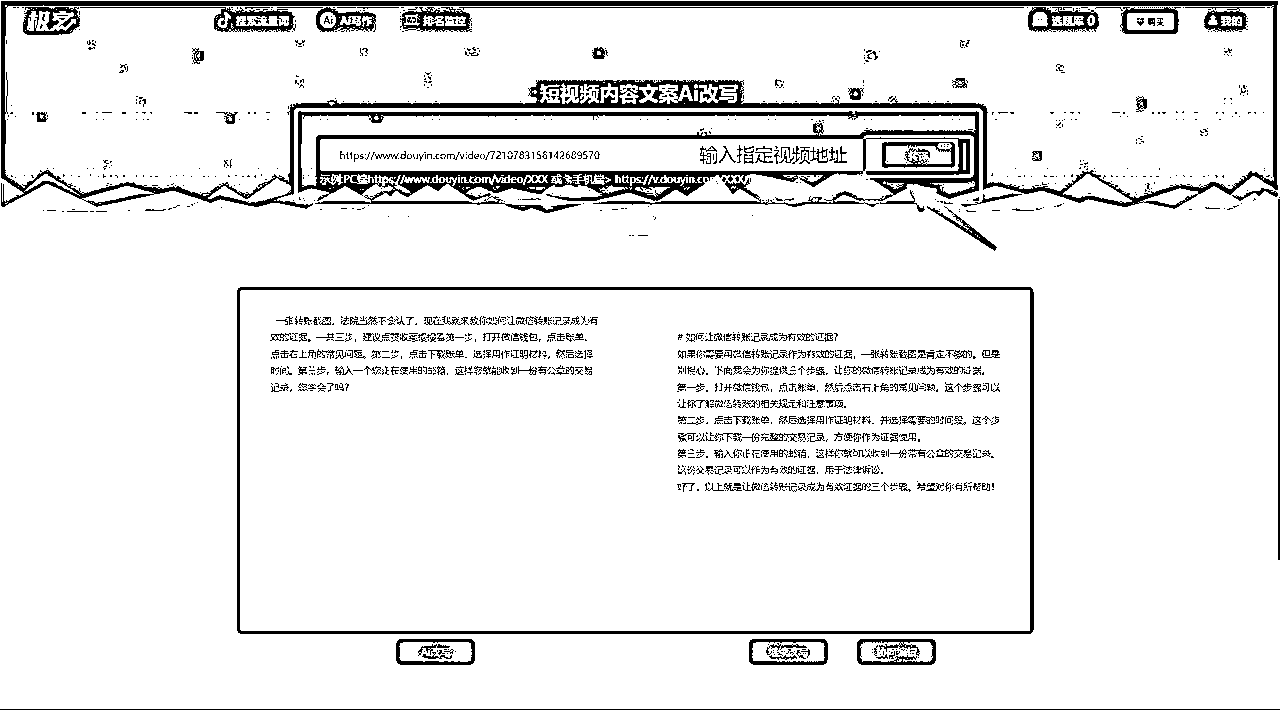 极客 搜索流量词 Ai AI写作 排名监控 购买 我的
短视频内容文案Ai改写
https://www.douyin.com/video/7210783158142689570 输入指定视频地址
示例 PC端https://www.douyin.com/video/XXX 或 手机端> https://v.douyin.com/XXX/
一张转账截图，法院当然不会认了，现在我就来教你如何让微信转账记录成为有
效的证据。一共三步，建议点赞收藏慢慢看第一步，打开微信钱包，点击账单，
点击右上角的常见问题。第二步，点击下载账单，选择用作证明材料，然后选择
时间。第三步，输入一个您正在使用的邮箱，这样您就能收到一份有公章的交易
记录，您学会了吗？
# 如何让微信转账记录成为有效的证据？
如果你需要用微信转账记录作为有效的证据，一张转账截图是肯定不够的。但是
别担心，下面我会为你提供三个步骤，让你的微信转账记录成为有效的证据。
第一步，打开微信钱包，点击账单，然后点击右上角的常见问题。这个步骤可以
让你了解微信转账的相关规定和注意事项。
第二步，点击下载账单，然后选择用作证明材料，并选择需要的时间段。这个步
骤可以让你下载一份完整的交易记录，方便你作为证据使用。
第三步，输入你正在使用的邮箱，这样你就可以收到一份带有公章的交易记录。
这份交易记录可以作为有效的证据，用于法律诉讼。
好了，以上就是让微信转账记录成为有效证据的三个步骤。希望对你有所帮助！